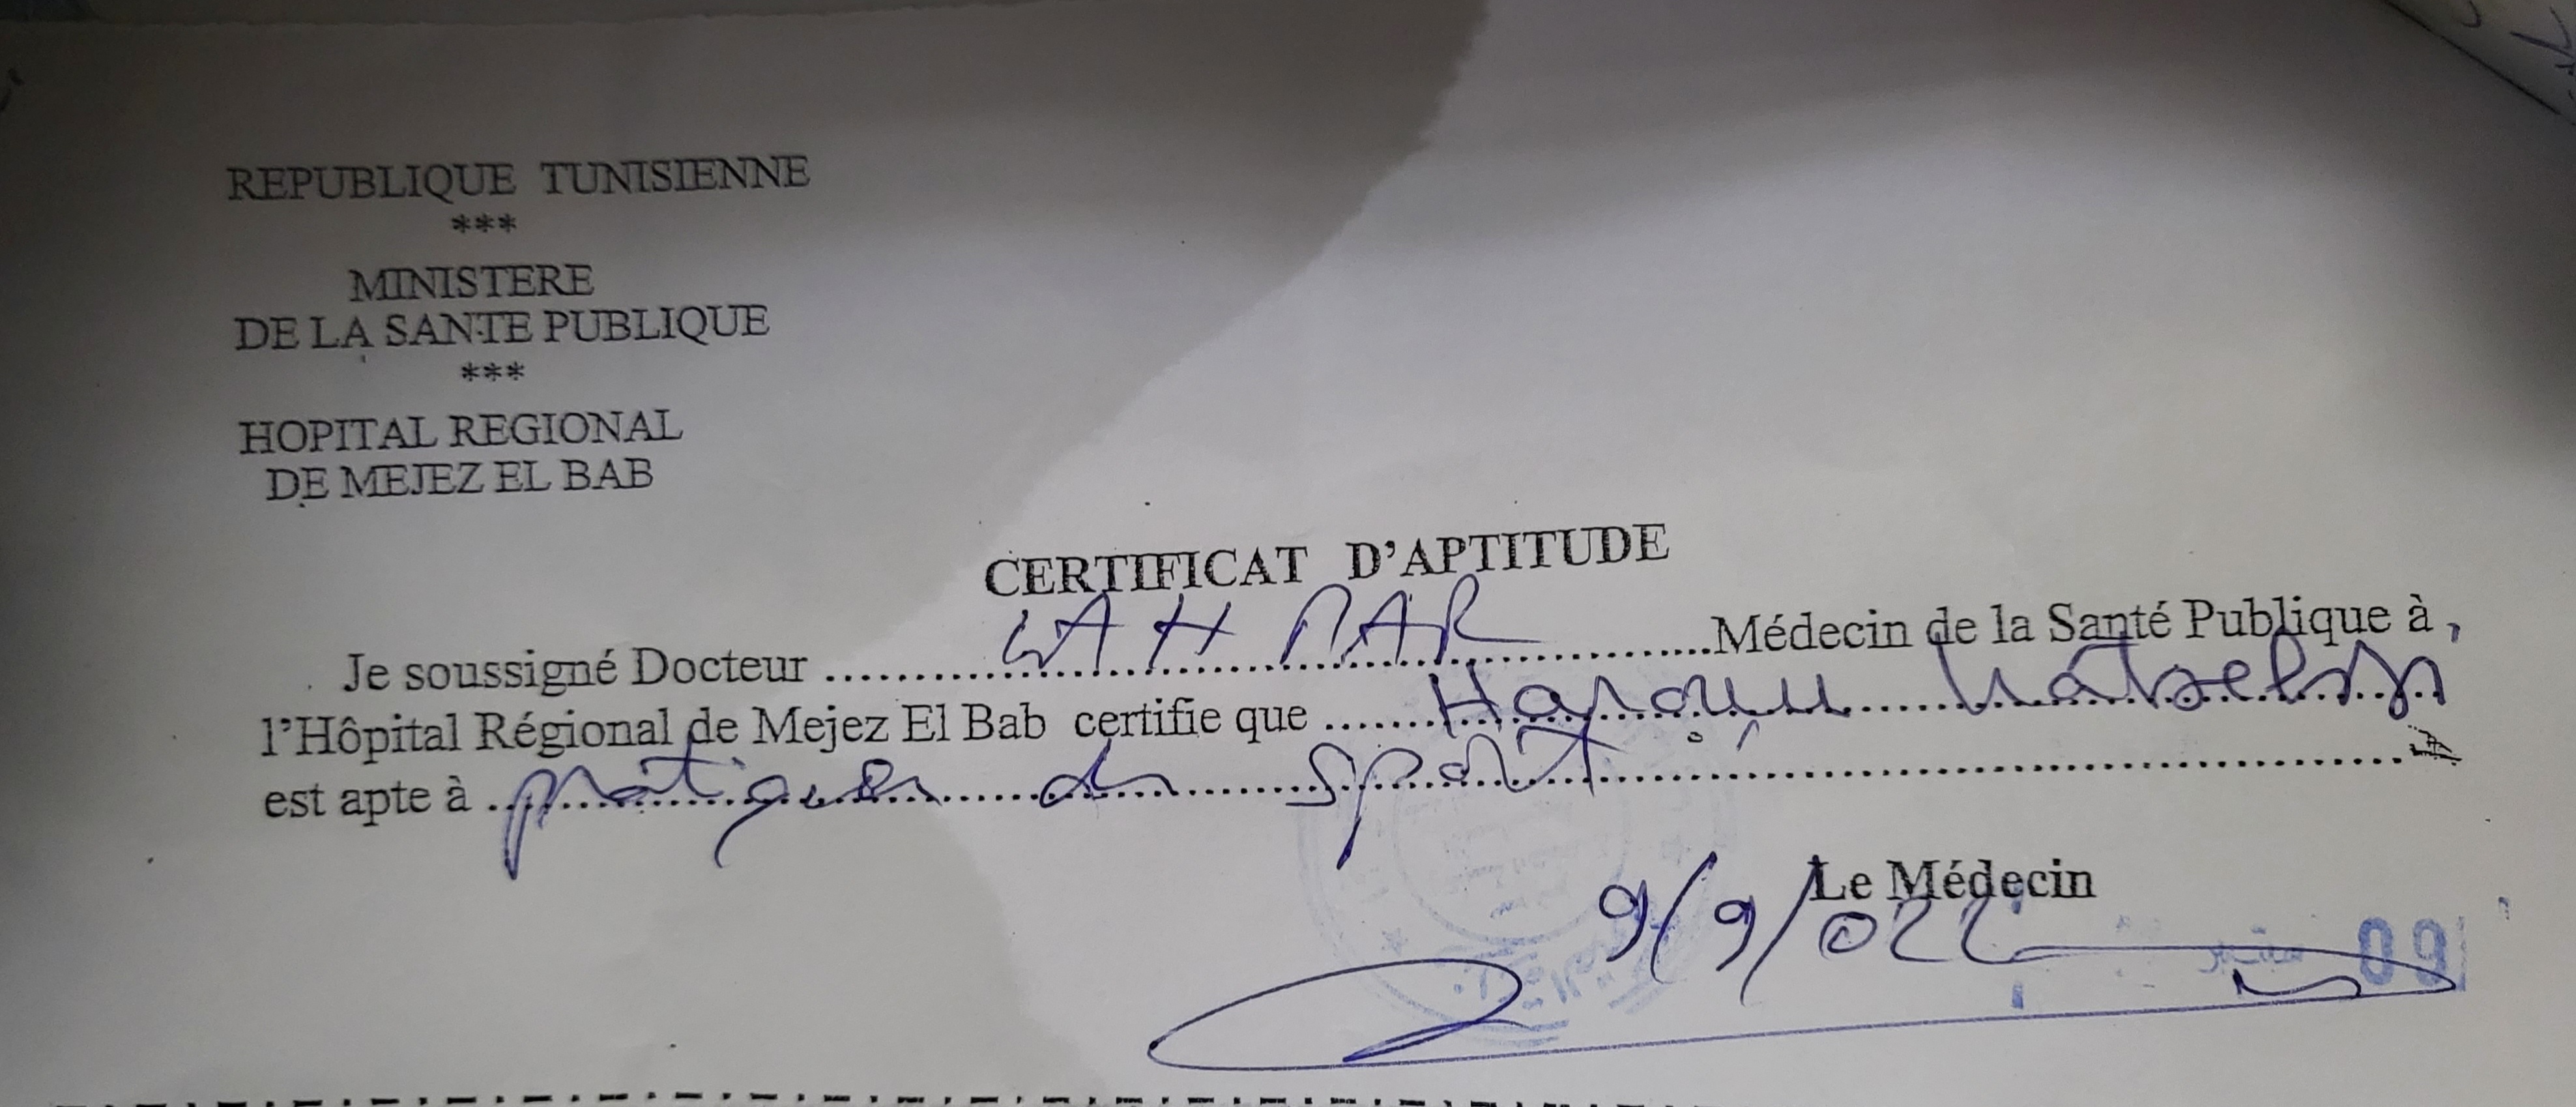 REPUBLIQUE TUNISIENNE
***
MINISTERE
DE LA SANTE PUBLIQUE
***
HOPITAL REGIONAL
DE MEJEZ EL BAB
CERTIFICAT D'APTITUDE
Je soussigné Docteur ........ Médecin de la Santé Publique à
l'Hôpital Régional de Mejez El Bab certifie que ........
est apte à pratiquer du sport
Le Médecin
9/9/022
09